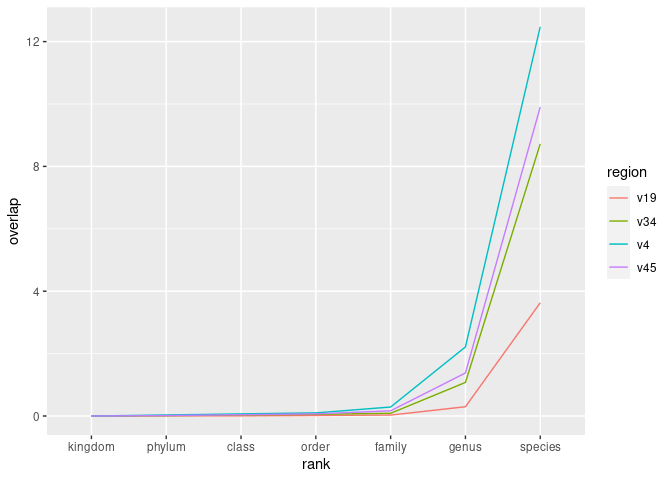 12
8
4
0
overlap
kingdom phylum class order family genus species
rank
region
v19
v34
v4
v45